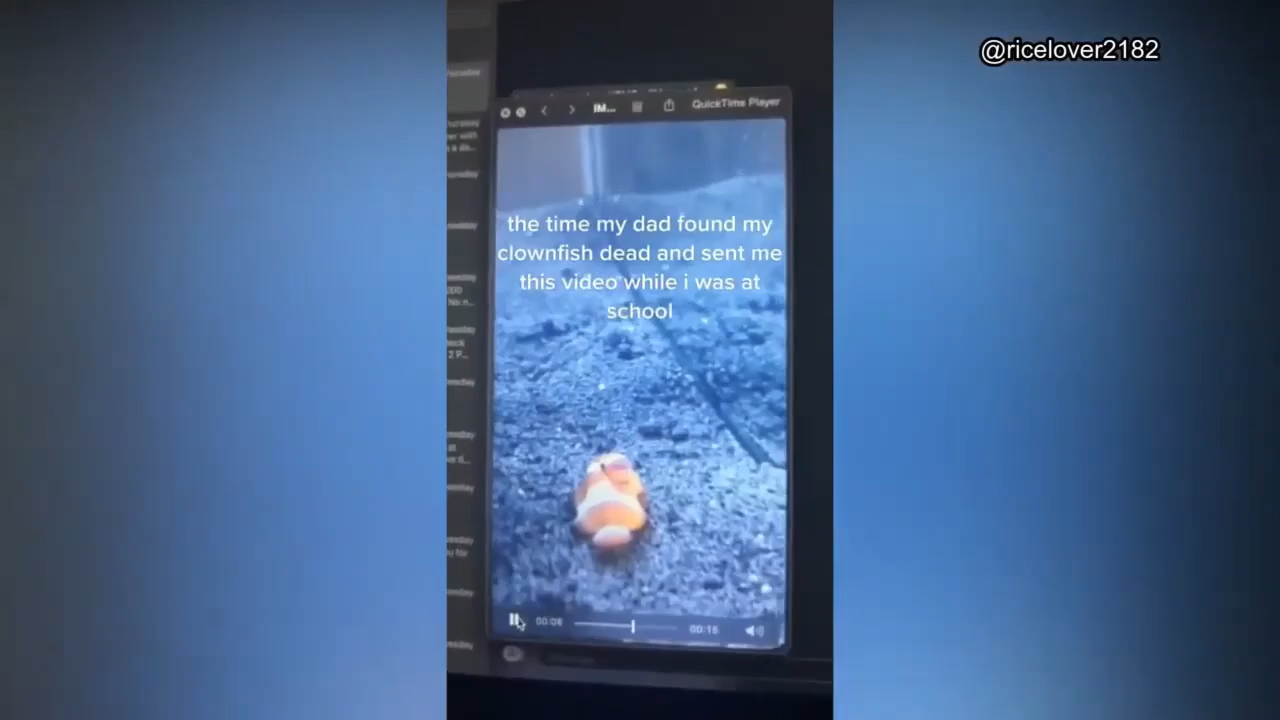 @ricelover2182
IM...
QuickTime Player
the time my dad found my
clownfish dead and sent me
this video while i was at
school
00:08
00:15